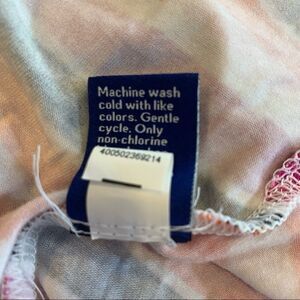 Machine wash
cold with like
colors. Gentle
cycle. Only
non-chlorine
400502369214